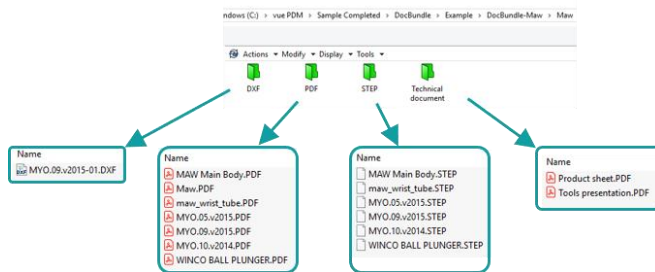 ndows (C:) > vue PDM > Sample Completed > DocBundle > Example > DocBundle-Maw > Maw
Actions Modify Display Tools
DXF PDF STEP Technical
document
Name
MYO.09.v2015-01.DXF
Name
MAW Main Body.PDF
Maw.PDF
maw_wrist_tube.PDF
MYO.05.v2015.PDF
MYO.09.v2015.PDF
MYO.10.v2014.PDF
WINCO BALL PLUNGER.PDF
Name
MAW Main Body.STEP
maw_wrist_tube.STEP
MYO.05.v2015.STEP
MYO.09.v2015.STEP
MYO.10.v2014.STEP
WINCO BALL PLUNGER.STEP
Name
Product sheet.PDF
Tools presentation.PDF